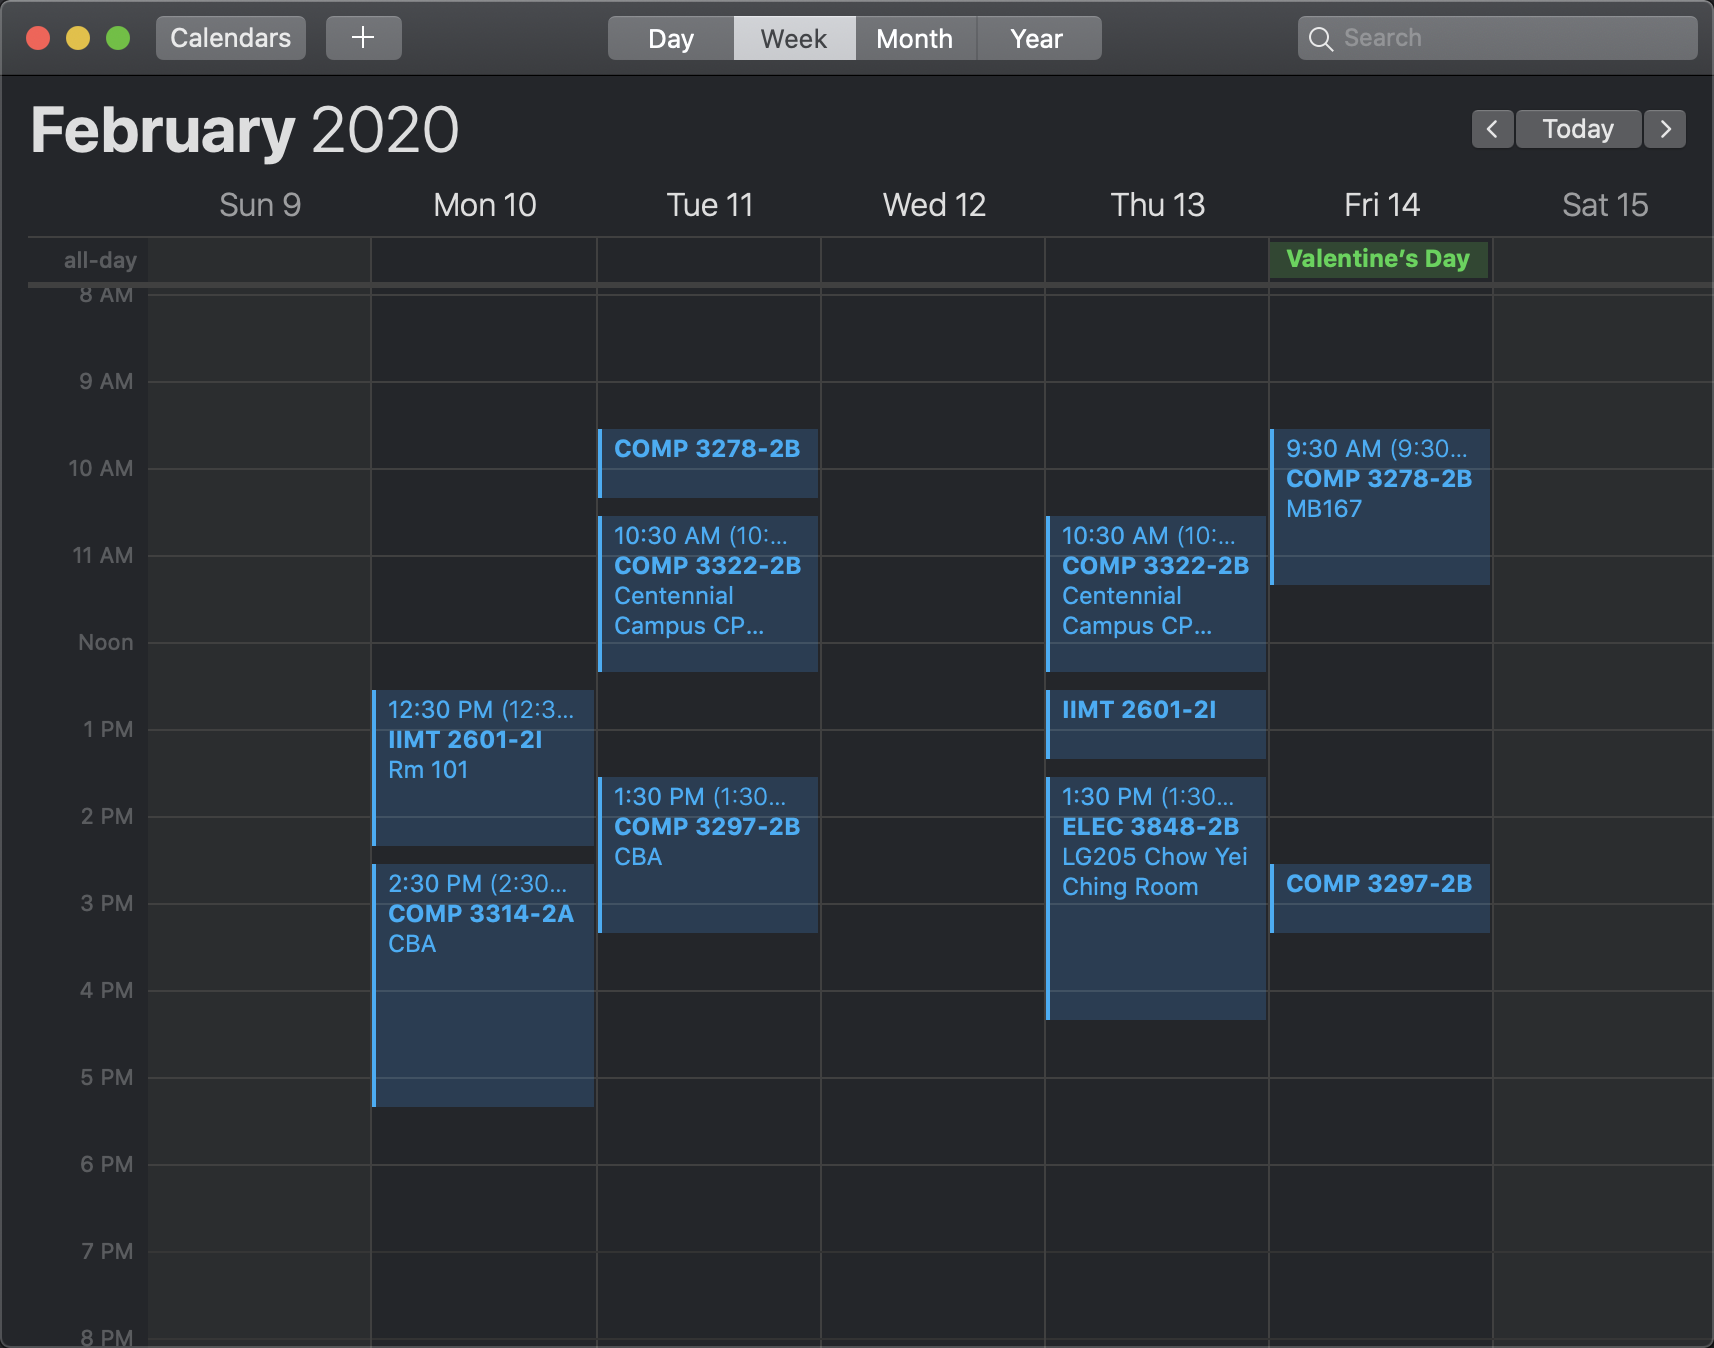 Calendars
+
Day Week Month Year
Search
February 2020
< Today >
Sun 9 Mon 10 Tue 11 Wed 12 Thu 13 Fri 14 Sat 15
all-day
Valentine's Day
8 AM
9 AM
10 AM
11 AM
Noon
1 PM
2 PM
3 PM
4 PM
5 PM
6 PM
7 PM
8 PM
12:30 PM (12:3...
IIMT 2601-2I
Rm 101
2:30 PM (2:30...
COMP 3314-2A
CBA
COMP 3278-2B
10:30 AM (10:...
COMP 3322-2B
Centennial
Campus CP...
1:30 PM (1:30...
COMP 3297-2B
CBA
10:30 AM (10:...
COMP 3322-2B
Centennial
Campus CP...
IIMT 2601-2I
1:30 PM (1:30...
ELEC 3848-2B
LG205 Chow Yei
Ching Room
9:30 AM (9:30...
COMP 3278-2B
MB167
COMP 3297-2B